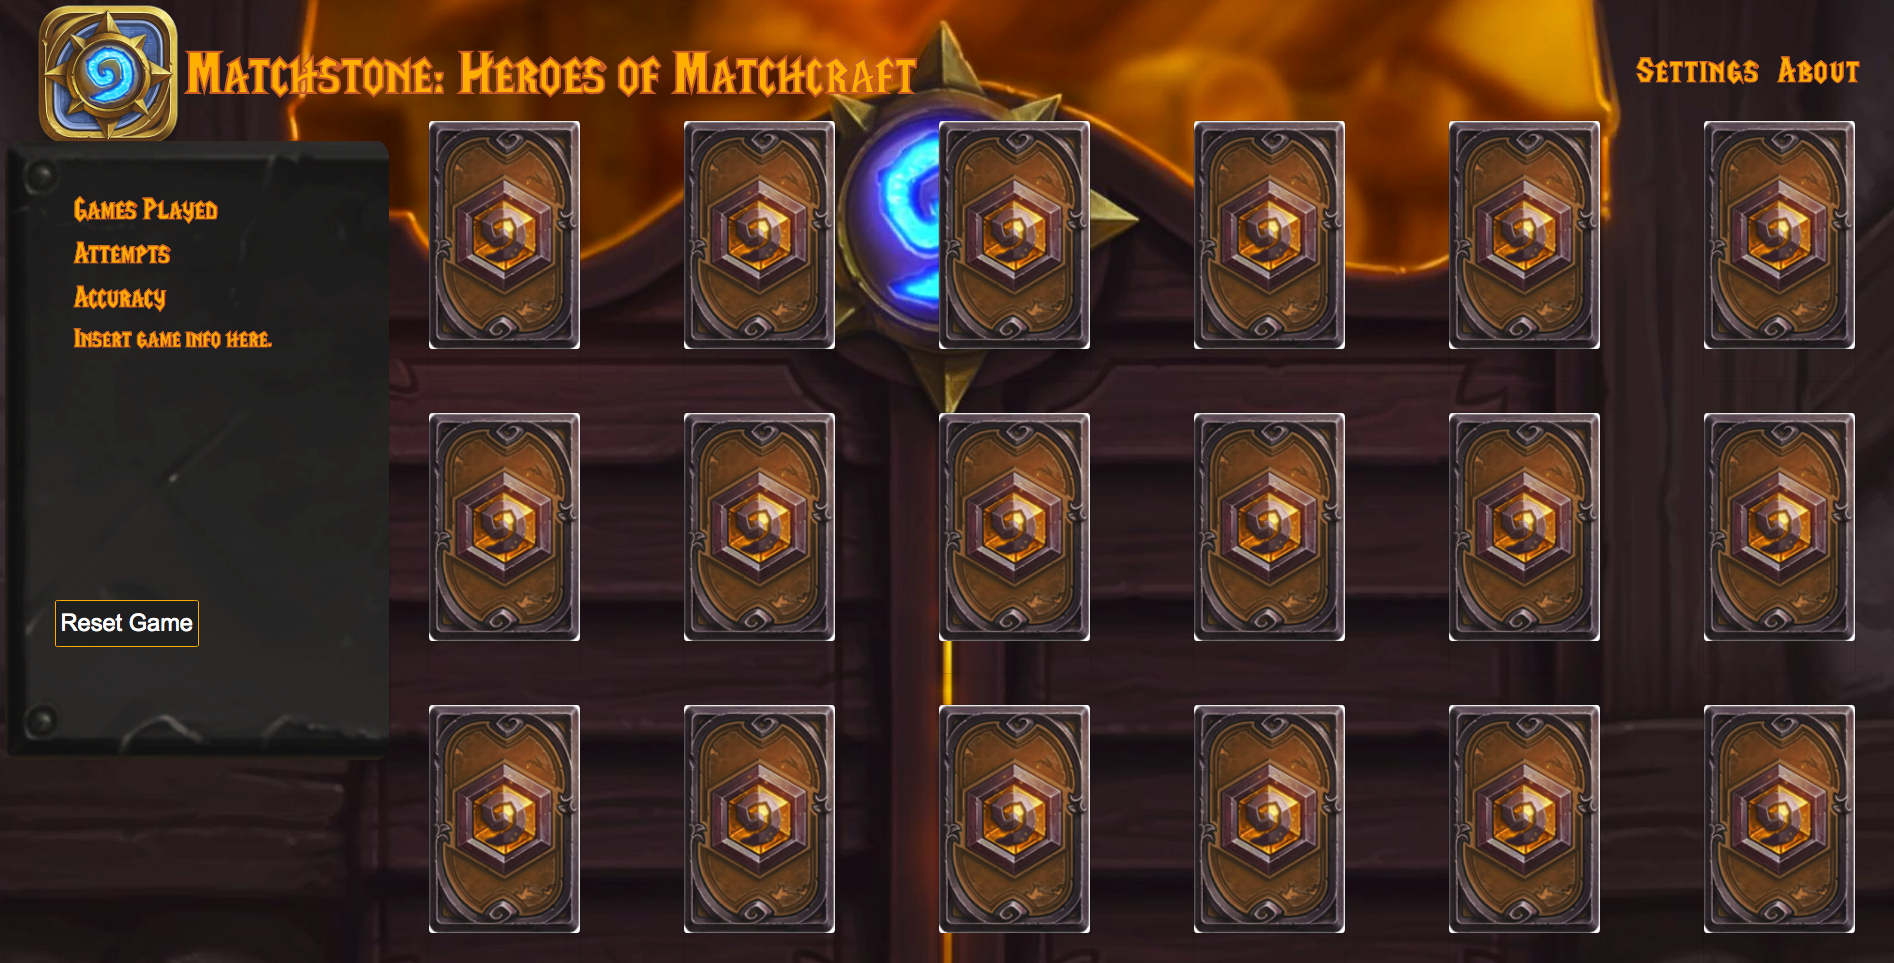 Matchstone: Heroes of Matchcraft
Settings About
Games Played
Attempts
Accuracy
Insert game info here.
Reset Game